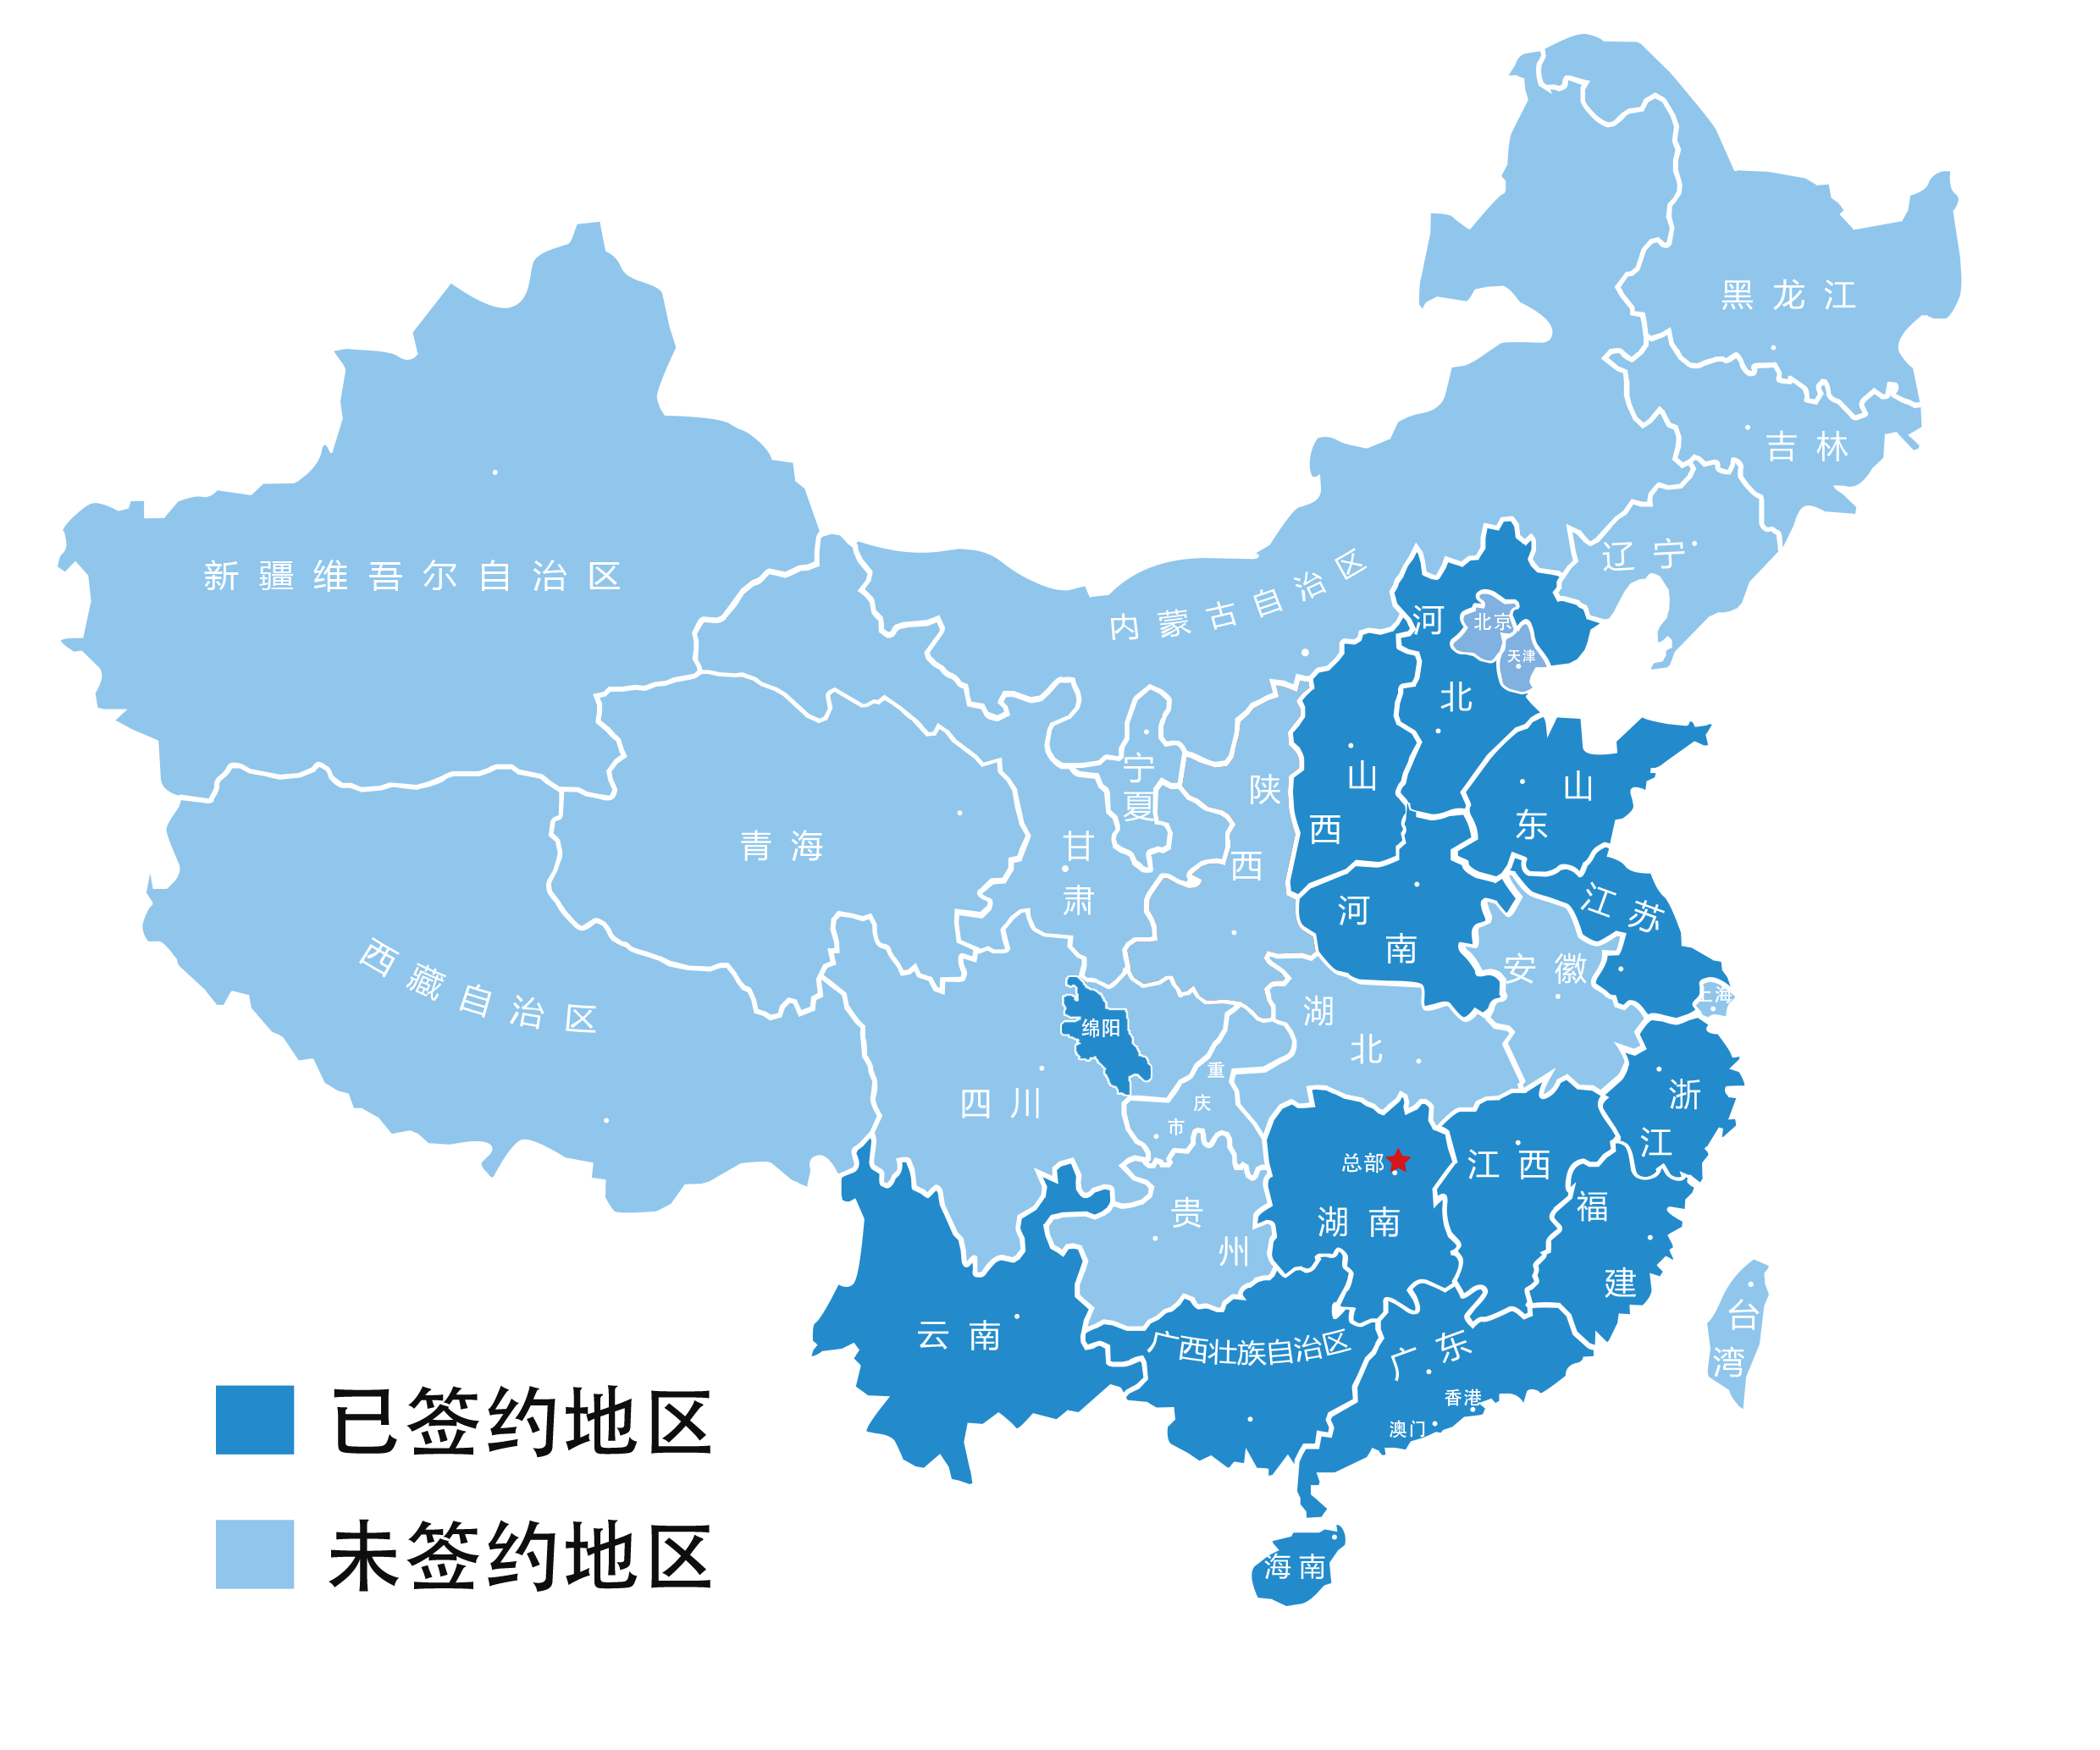 黑龙江
吉林
辽宁
新疆维吾尔自治区
内蒙古自治区
河北
北京
天津
宁夏
陕西
山西
山东
青海
甘肃
河南
江苏
安徽
上海
西藏自治区
绵阳
湖北
四川
重庆市
浙江
总部
江西
湖南
贵州
福建
云南
广西壮族自治区
广东
台湾
香港
澳门
海南
已签约地区
未签约地区